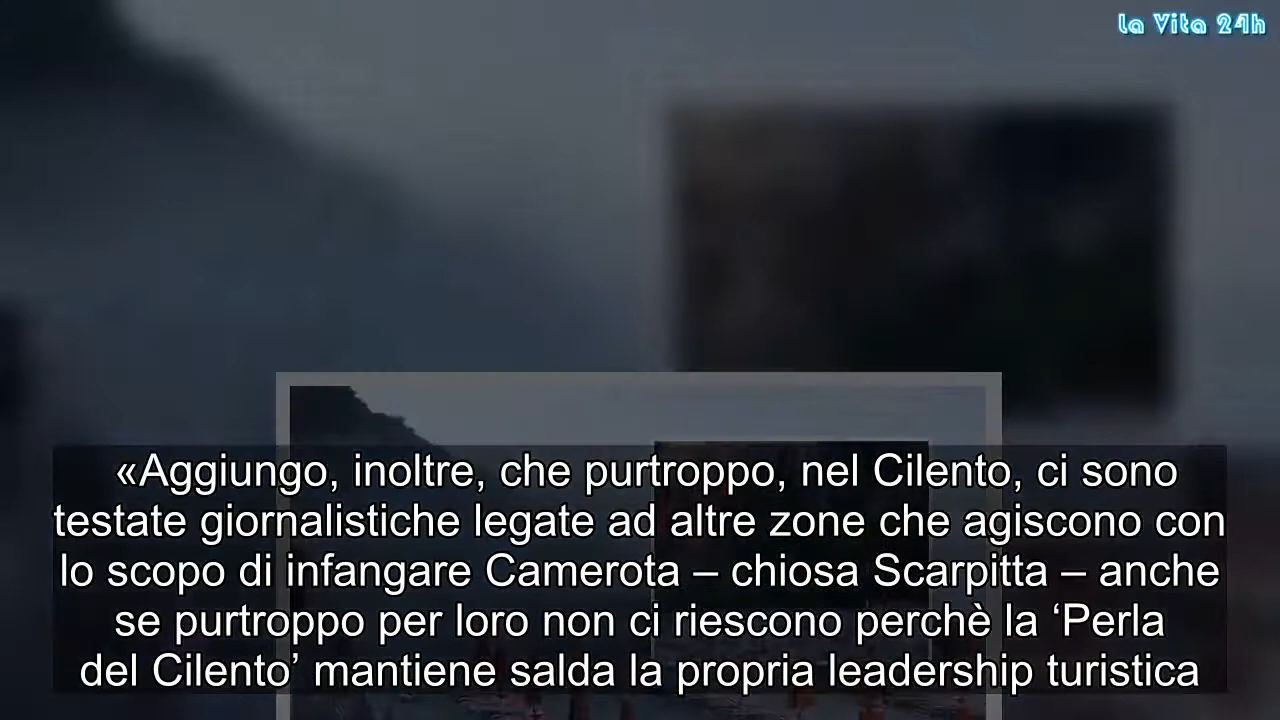 La Vita 24h
«Aggiungo, inoltre, che purtroppo, nel Cilento, ci sono
testate giornalistiche legate ad altre zone che agiscono con
lo scopo di infangare Camerota – chiosa Scarpitta – anche
se purtroppo per loro non ci riescono perchè la ‘Perla
del Cilento’ mantiene salda la propria leadership turistica